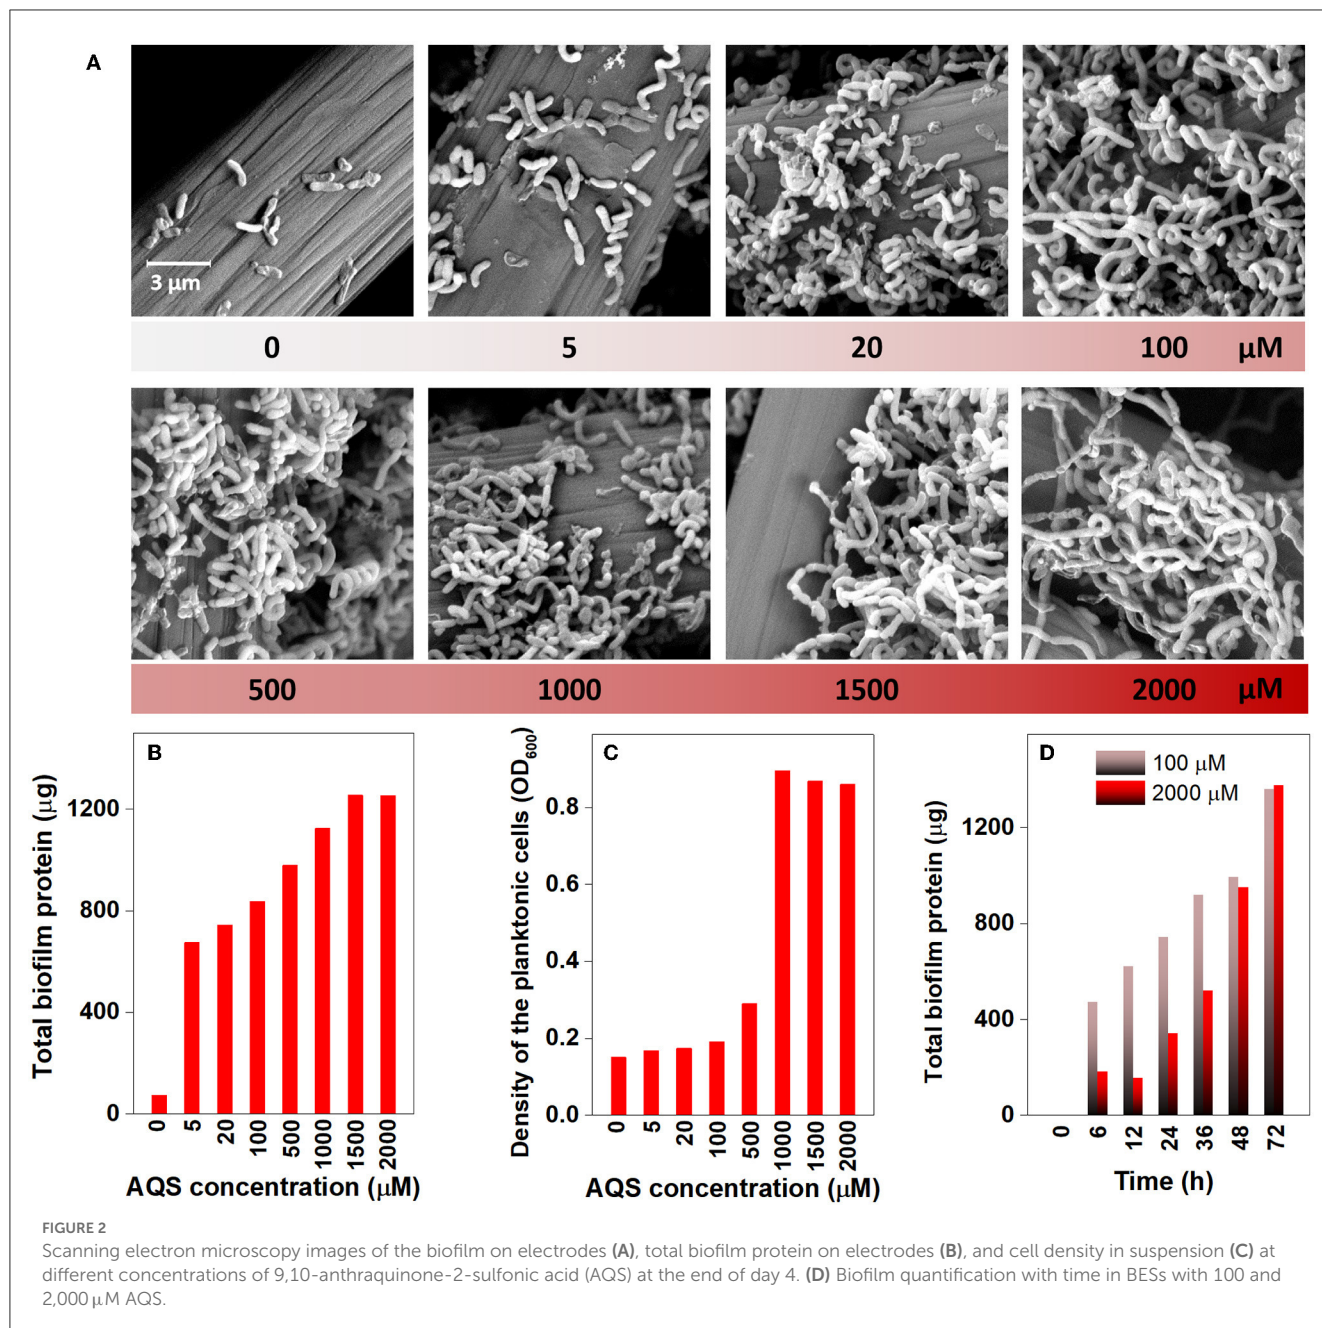 A
3 μm
0 5 20 100 μM
500 1000 1500 2000 μM
B
Total biofilm protein (μg)
1200
800
400
0
0 5 20 100 500 1000 1500 2000
AQS concentration (μM)
C
Density of the planktonic cells (OD600)
0.8
0.6
0.4
0.2
0.0
0 5 20 100 500 1000 1500 2000
AQS concentration (μM)
D
100 μM
2000 μM
Total biofilm protein (μg)
1200
800
400
0
0 6 12 24 36 48 72
Time (h)
FIGURE 2
Scanning electron microscopy images of the biofilm on electrodes (A), total biofilm protein on electrodes (B), and cell density in suspension (C) at
different concentrations of 9,10-anthraquinone-2-sulfonic acid (AQS) at the end of day 4. (D) Biofilm quantification with time in BESs with 100 and
2,000 μM AQS.